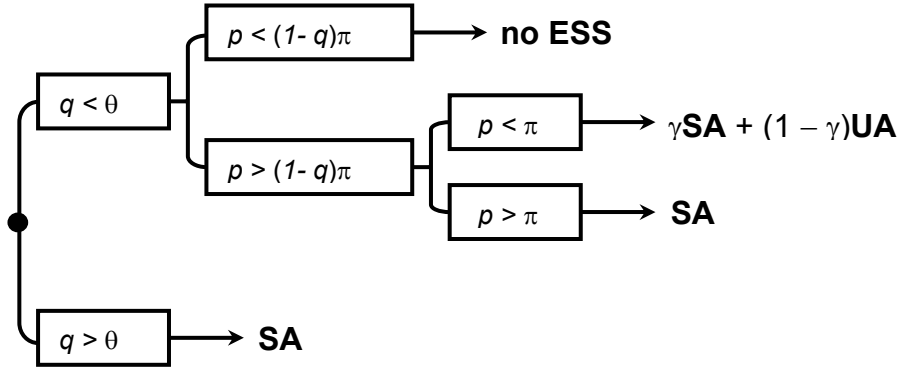 p < (1- q)π
no ESS
q < θ
p < π
γSA + (1 – γ)UA
p > (1- q)π
p > π
SA
q > θ
SA